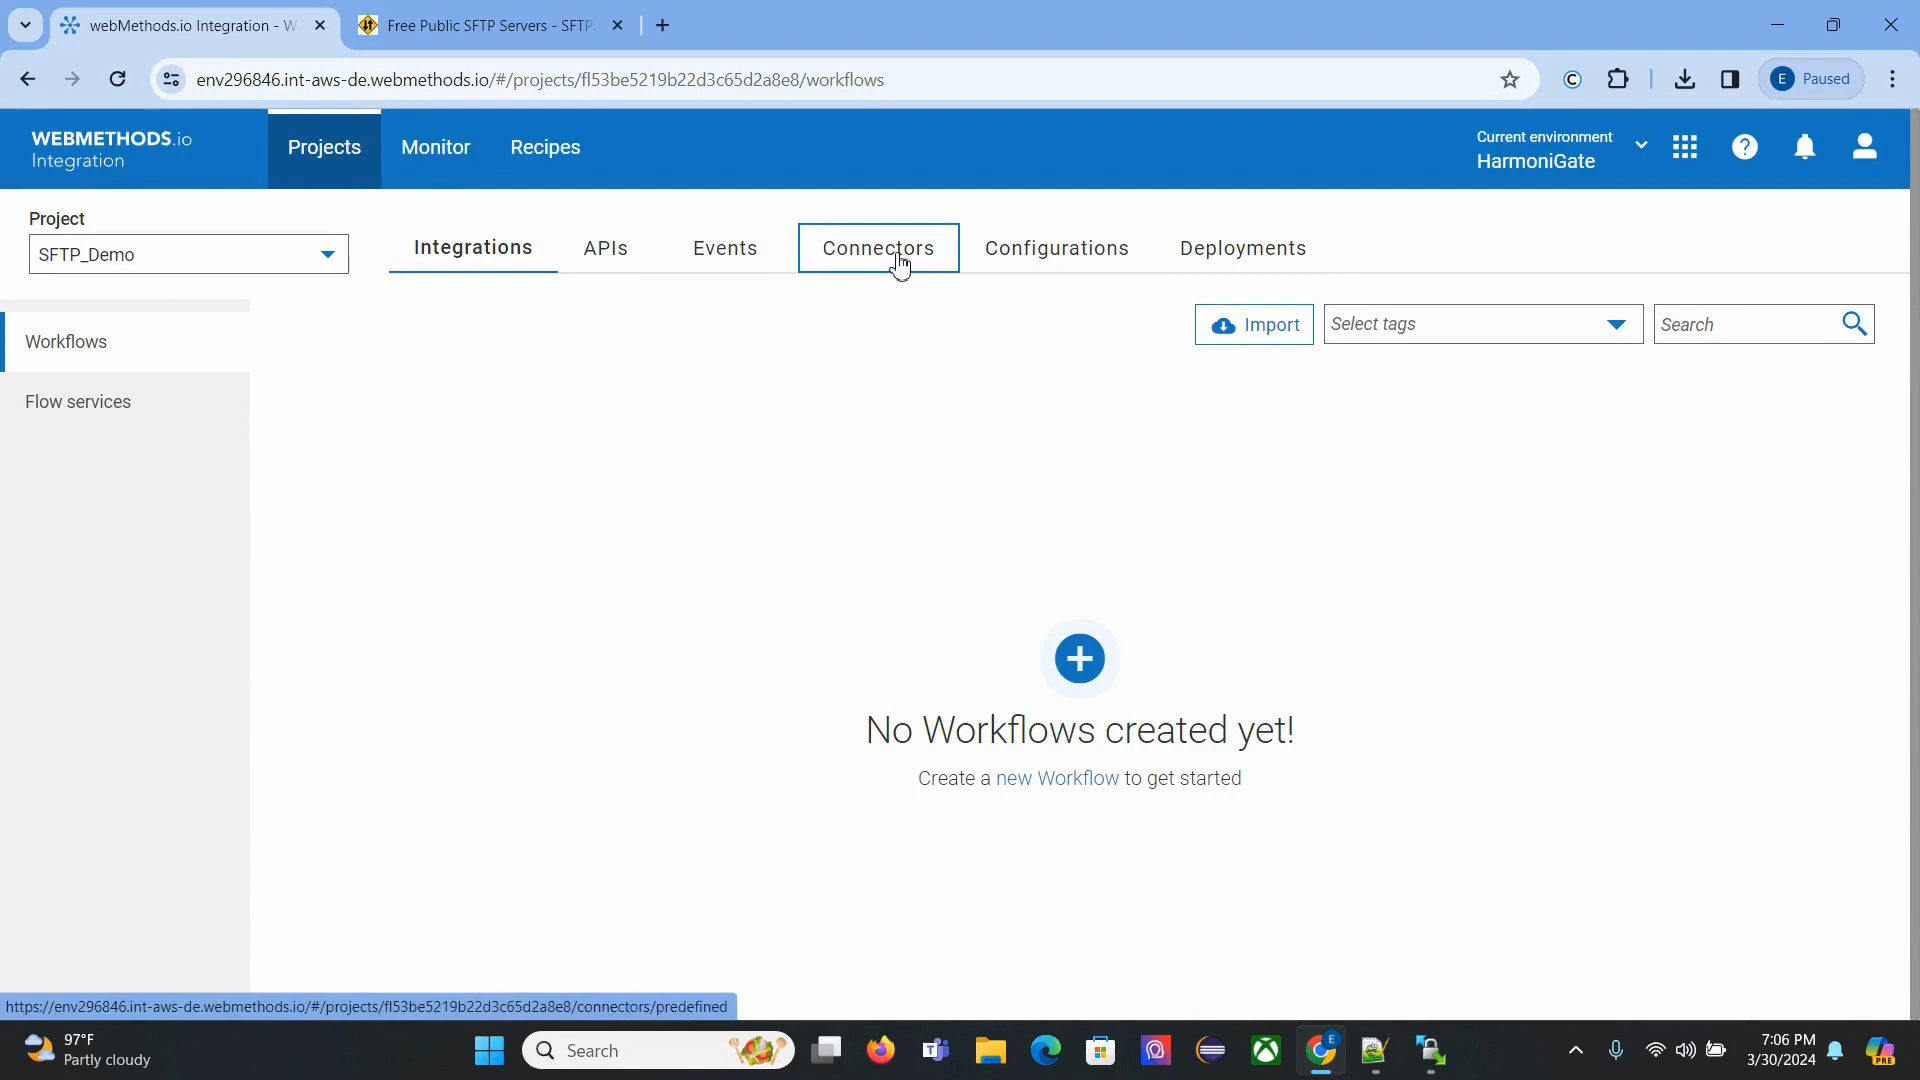 webMethods.io Integration - W
Free Public SFTP Servers - SFTP
env296846.int-aws-de.webmethods.io/#/projects/fl53be5219b22d3c65d2a8e8/workflows
E Paused
WEBMETHODS.io
Integration
Projects
Monitor
Recipes
Current environment
HarmoniGate
Project
SFTP_Demo
Integrations
APIs
Events
Connectors
Configurations
Deployments
Import
Select tags
Search
Workflows
Flow services
No Workflows created yet!
Create a new Workflow to get started
https://env296846.int-aws-de.webmethods.io/#/projects/fl53be5219b22d3c65d2a8e8/connectors/predefined
97°F
Partly cloudy
Search
7:06 PM
3/30/2024
PRE